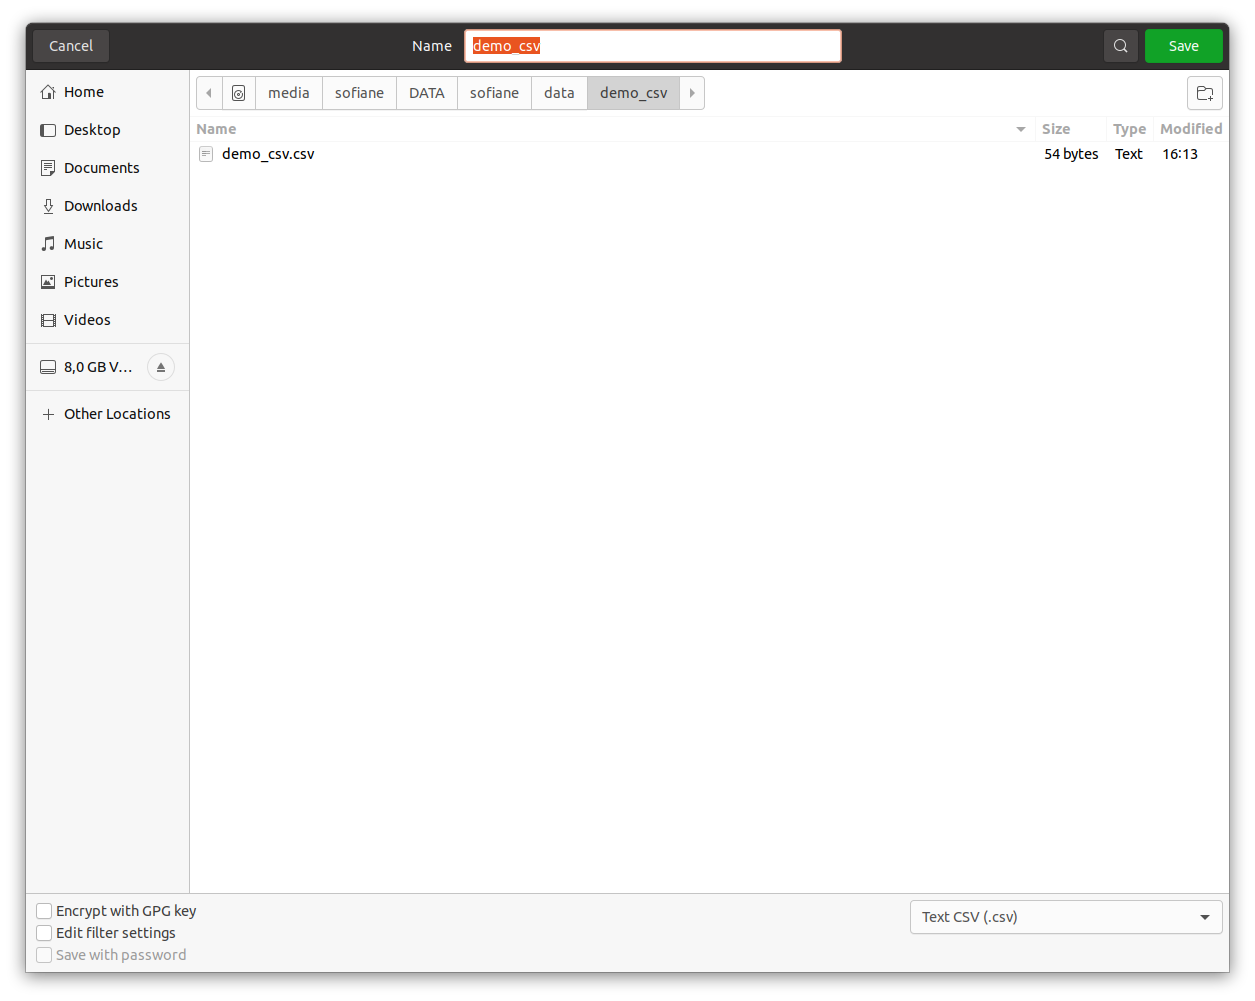 Cancel Name demo_csv Save
Home
Desktop
Documents
Downloads
Music
Pictures
Videos
8,0 GB V...
Other Locations
media sofiane DATA sofiane data demo_csv
Name Size Type Modified
demo_csv.csv 54 bytes Text 16:13
Encrypt with GPG key
Edit filter settings
Save with password
Text CSV (.csv)